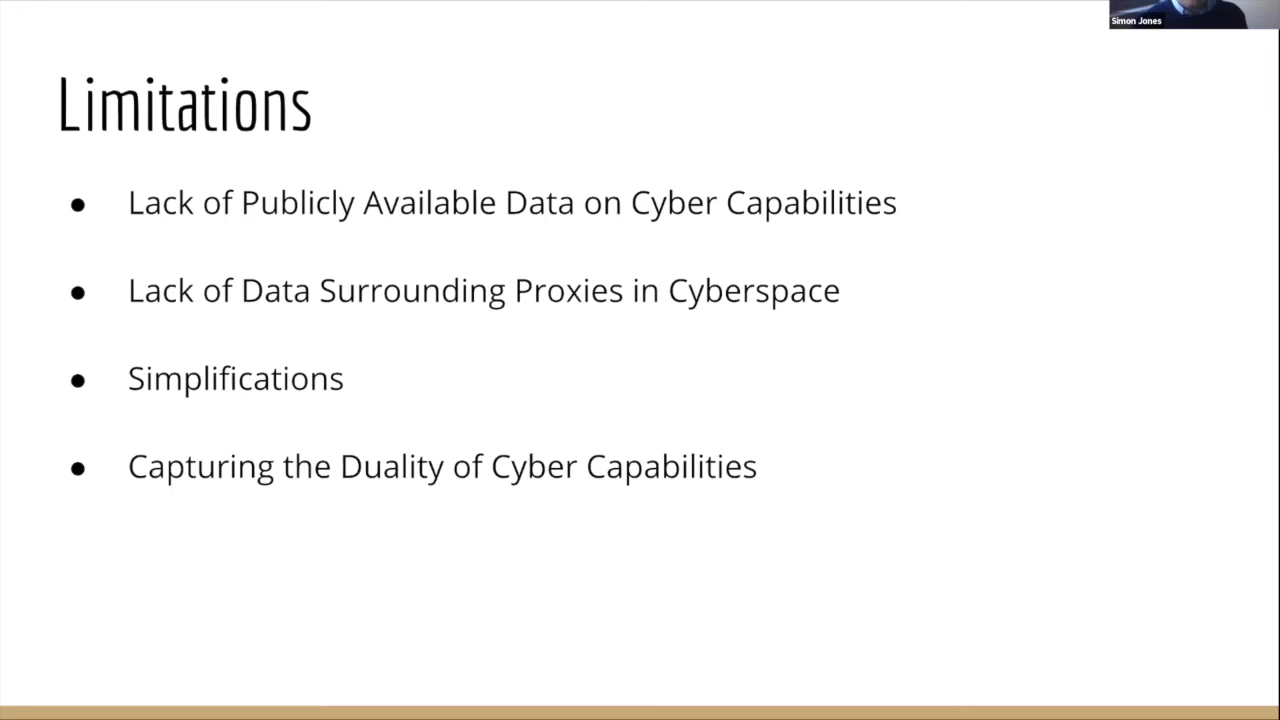 Simon Jones
Limitations
● Lack of Publicly Available Data on Cyber Capabilities
● Lack of Data Surrounding Proxies in Cyberspace
● Simplifications
● Capturing the Duality of Cyber Capabilities